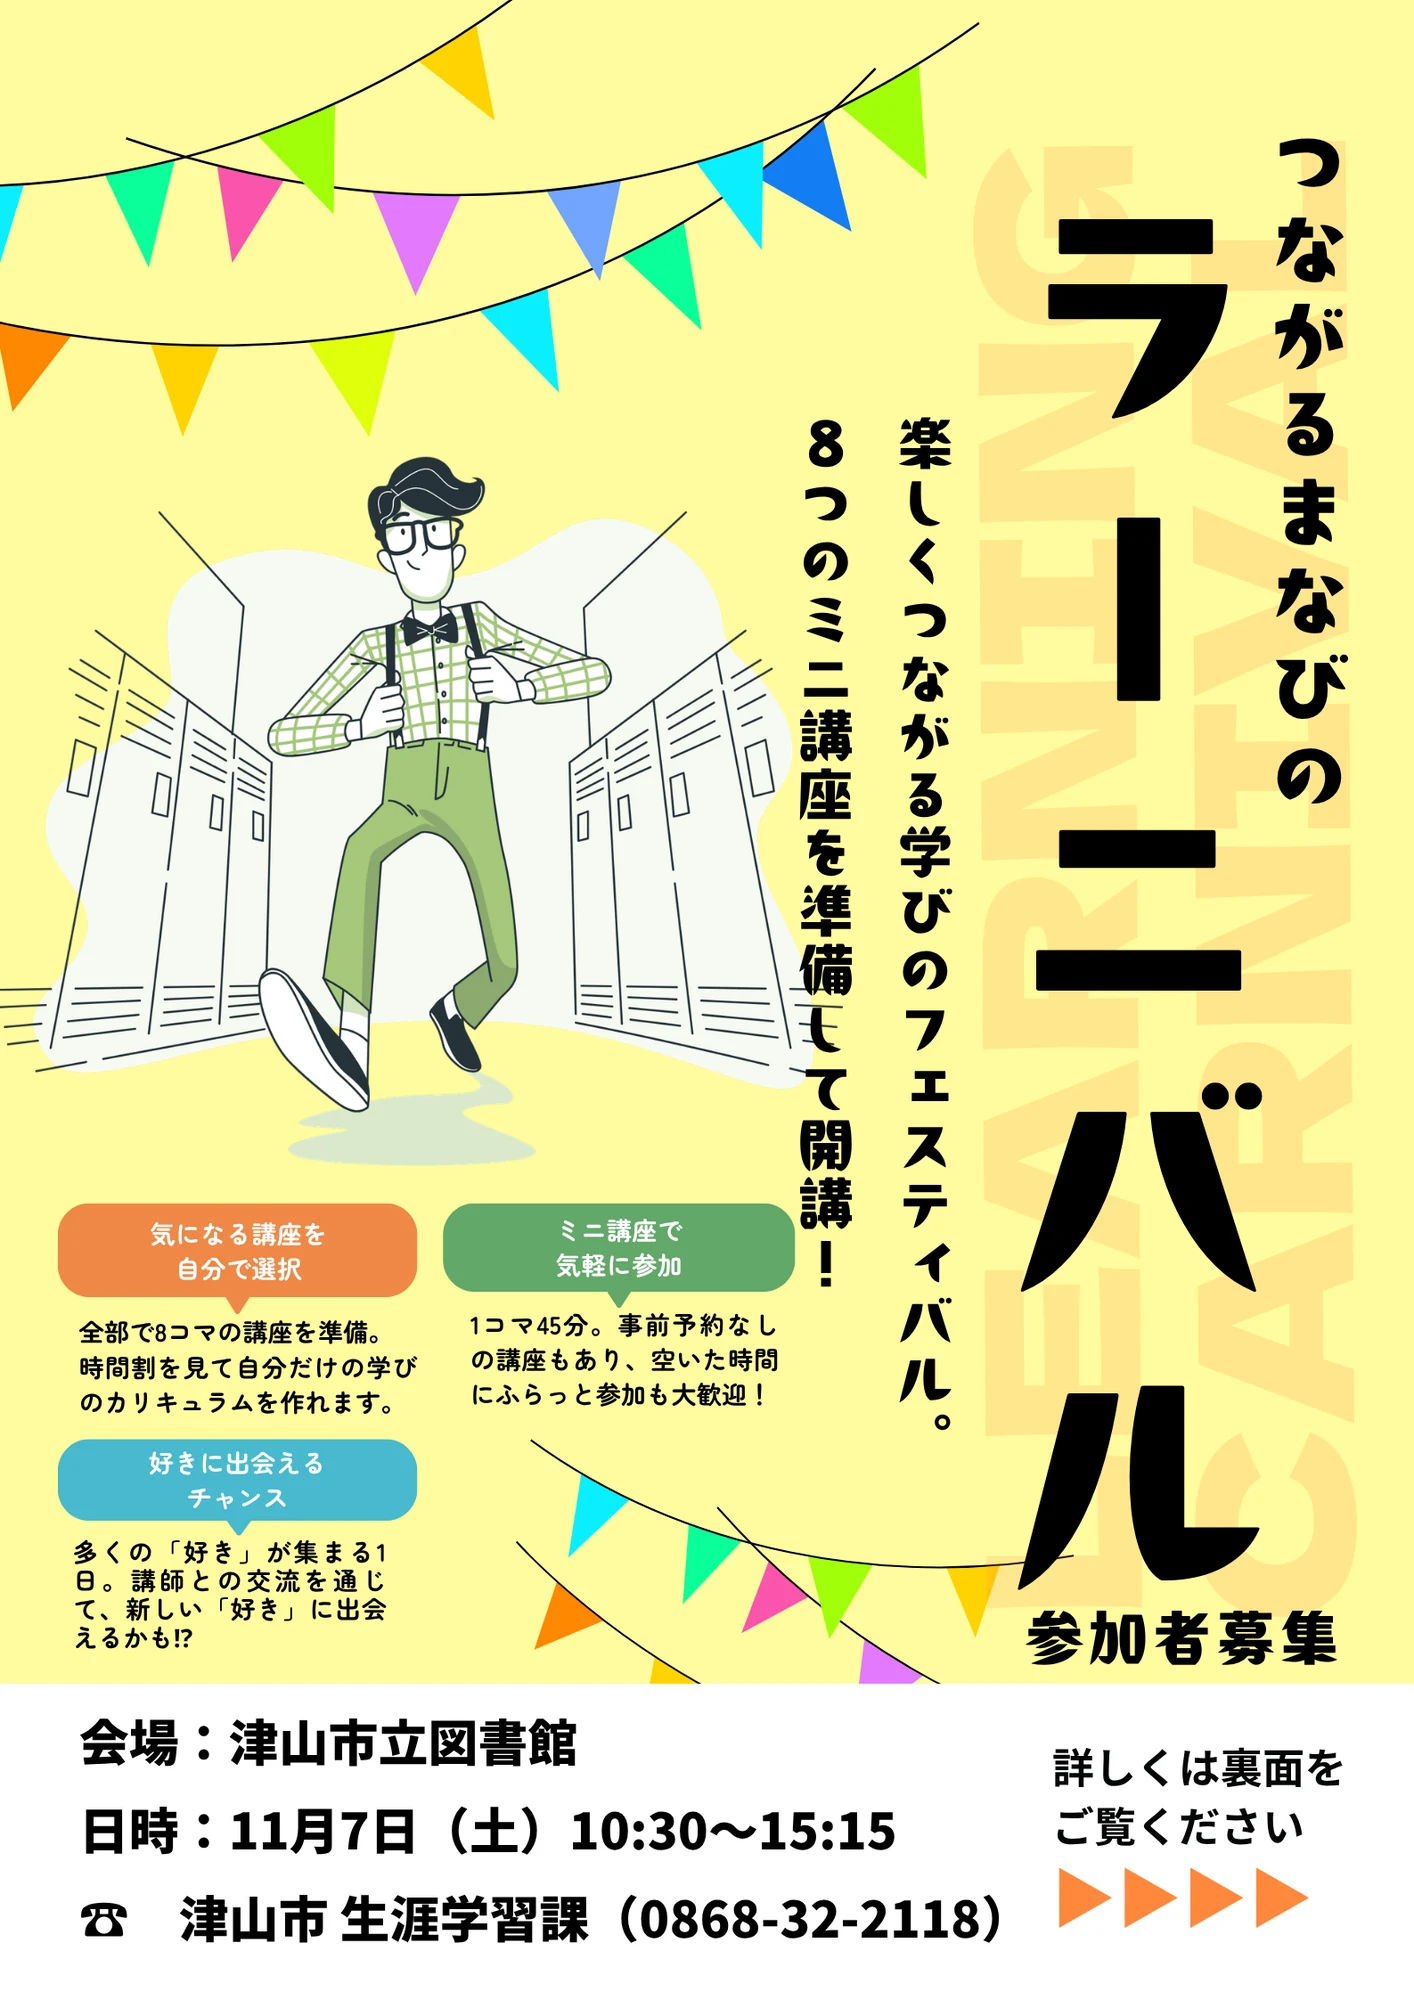 つながるまなびの
ラーニバル
LEARNING
CARNIVAL
楽しくつながる学びのフェスティバル。
8つのミニ講座を準備して開講！
参加者募集
気になる講座を
自分で選択
全部で8コマの講座を準備。
時間割を見て自分だけの学び
のカリキュラムを作れます。
ミニ講座で
気軽に参加
1コマ45分。事前予約なし
の講座もあり、空いた時間
にふらっと参加も大歓迎！
好きに出会える
チャンス
多くの「好き」が集まる1
日。講師との交流を通じ
て、新しい「好き」に出会
えるかも!?
会場：津山市立図書館
日時：11月7日（土）10:30〜15:15
☎ 津山市 生涯学習課（0868-32-2118）
詳しくは裏面を
ご覧ください